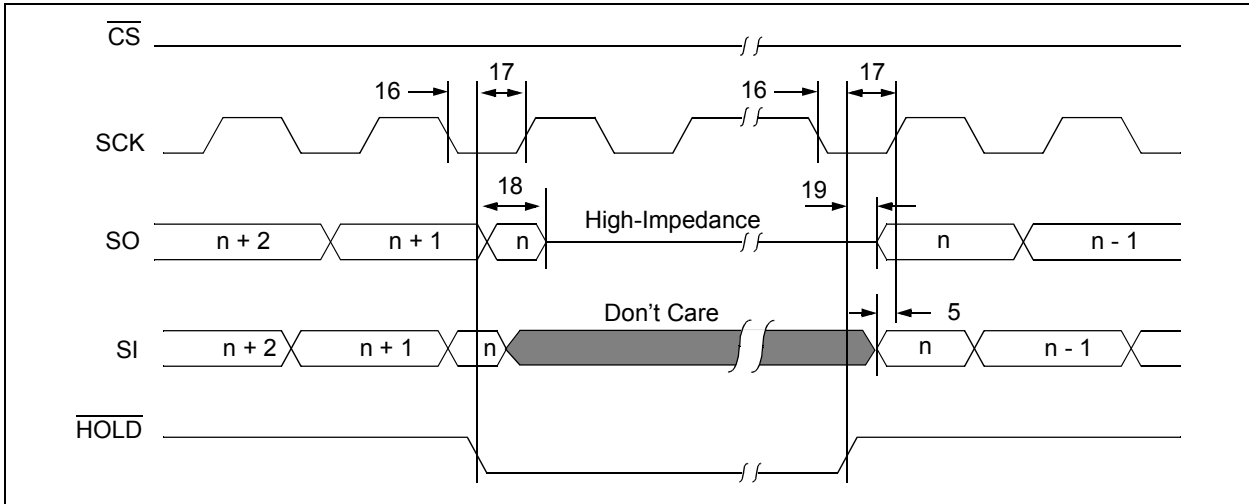 CS
16 17 16 17
SCK
18 19
High-Impedance
SO n + 2 n + 1 n n n - 1
Don't Care 5
SI n + 2 n + 1 n n n - 1
HOLD